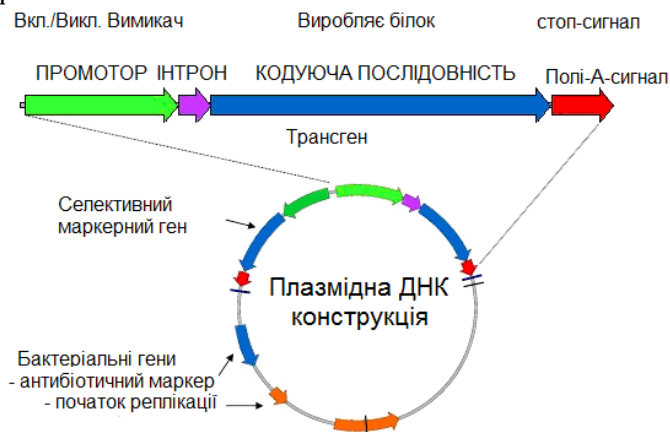 Вкл./Викл. Вимикач Виробляє білок стоп-сигнал
ПРОМОТОР ІНТРОН КОДУЮЧА ПОСЛІДОВНІСТЬ Полі-А-сигнал
Трансген
Селективний
маркерний ген
Плазмідна ДНК
конструкція
Бактеріальні гени
- антибіотичний маркер
- початок реплікації